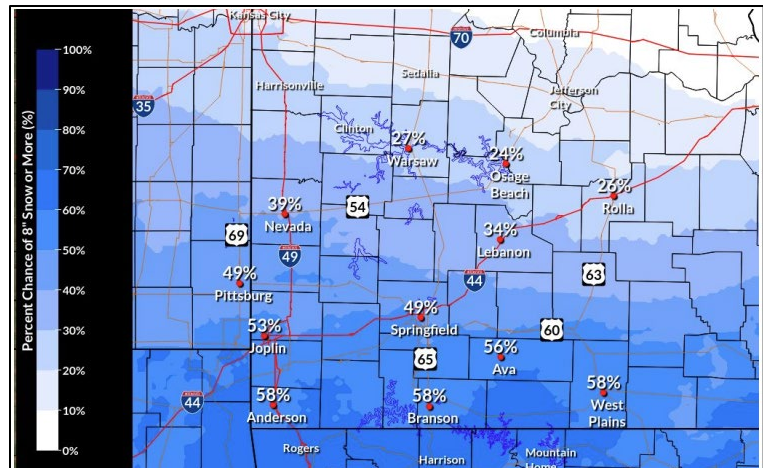 Percent Chance of 8" Snow or More (%)
100%
90%
80%
70%
60%
50%
40%
30%
20%
10%
0%
Kansas City
70
Columbia
35
Harrisonville
Sedalia
Jefferson
City
Clinton
27%
Warsaw
24%
Osage
Beach
26%
Rolla
39%
Nevada
54
69
49
34%
Lebanon
49%
Pittsburg
44
63
53%
Joplin
49%
Springfield
60
65
56%
Ava
44
58%
Anderson
58%
Branson
58%
West
Plains
Rogers
Harrison
Mountain
Home